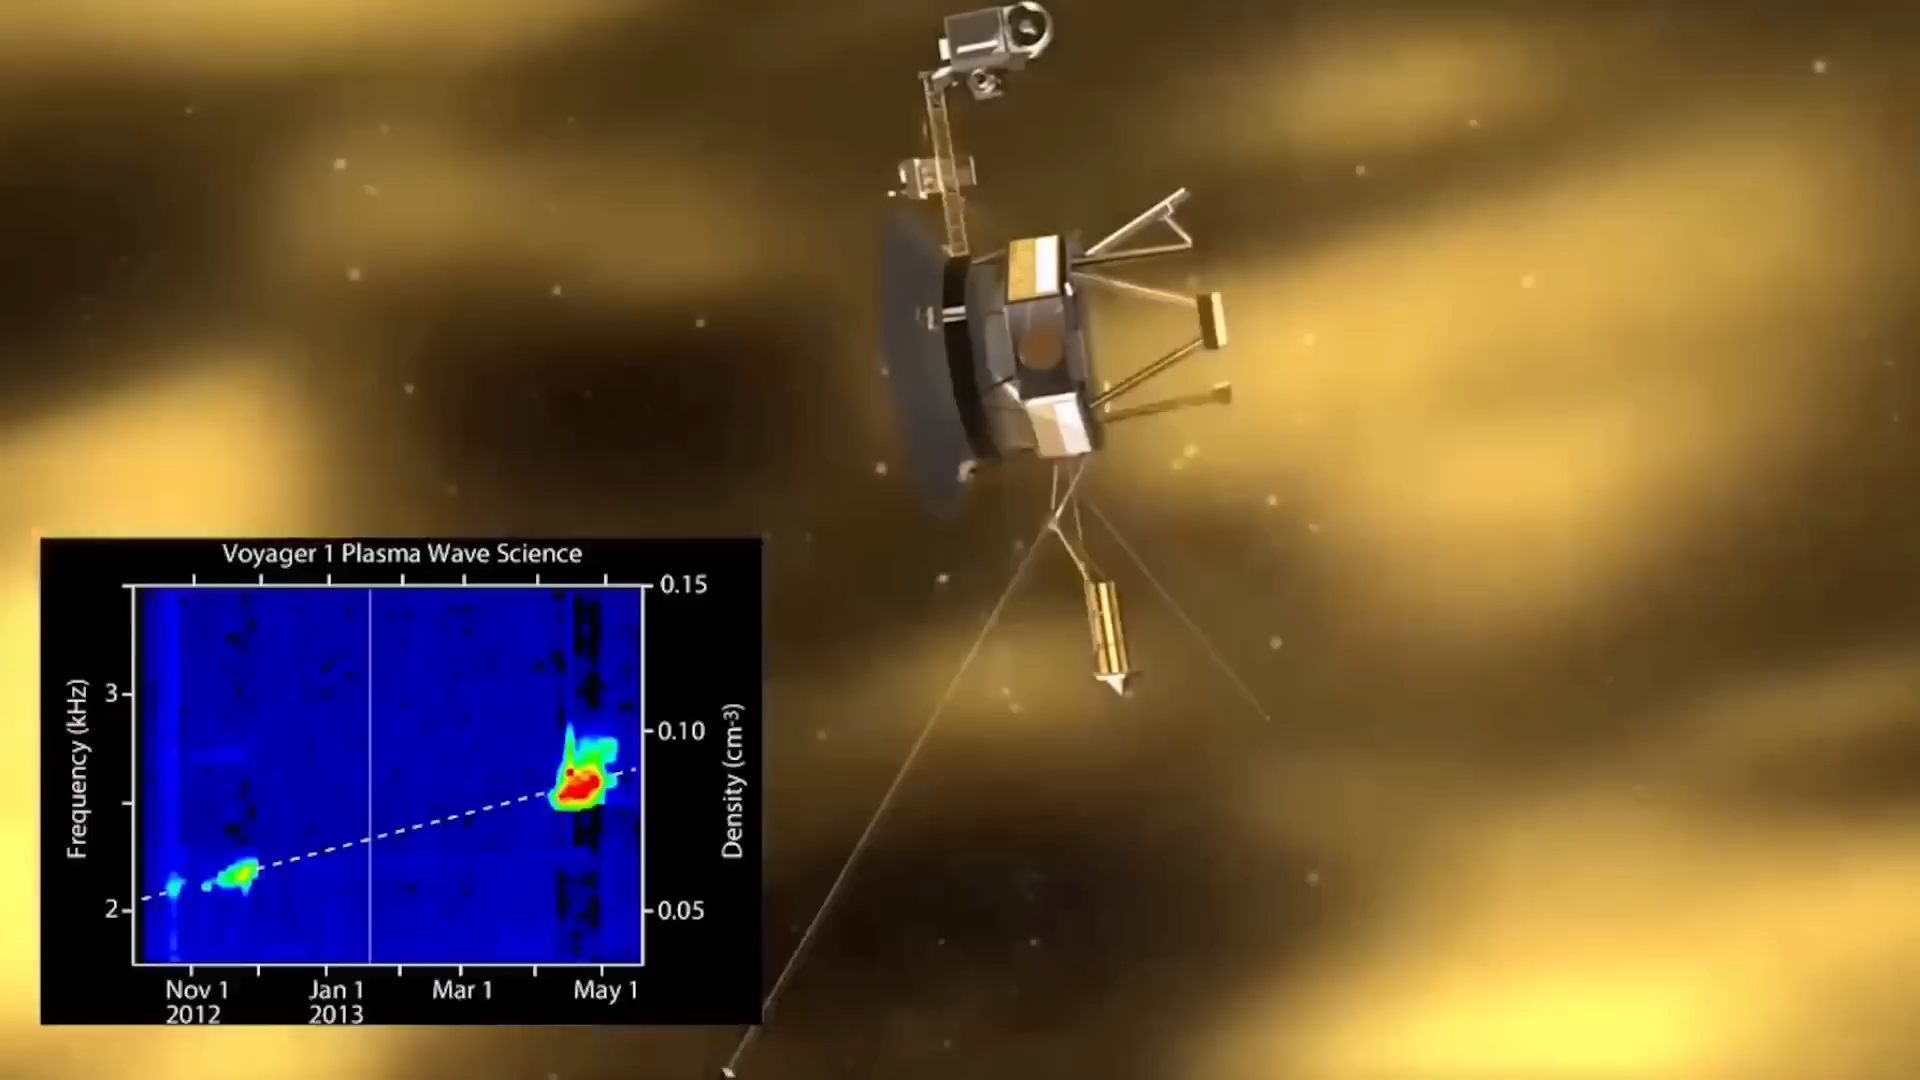 Voyager 1 Plasma Wave Science
0.15
3
0.10
Frequency (kHz)
Density (cm-3)
2
0.05
Nov 1
2012
Jan 1
2013
Mar 1
May 1